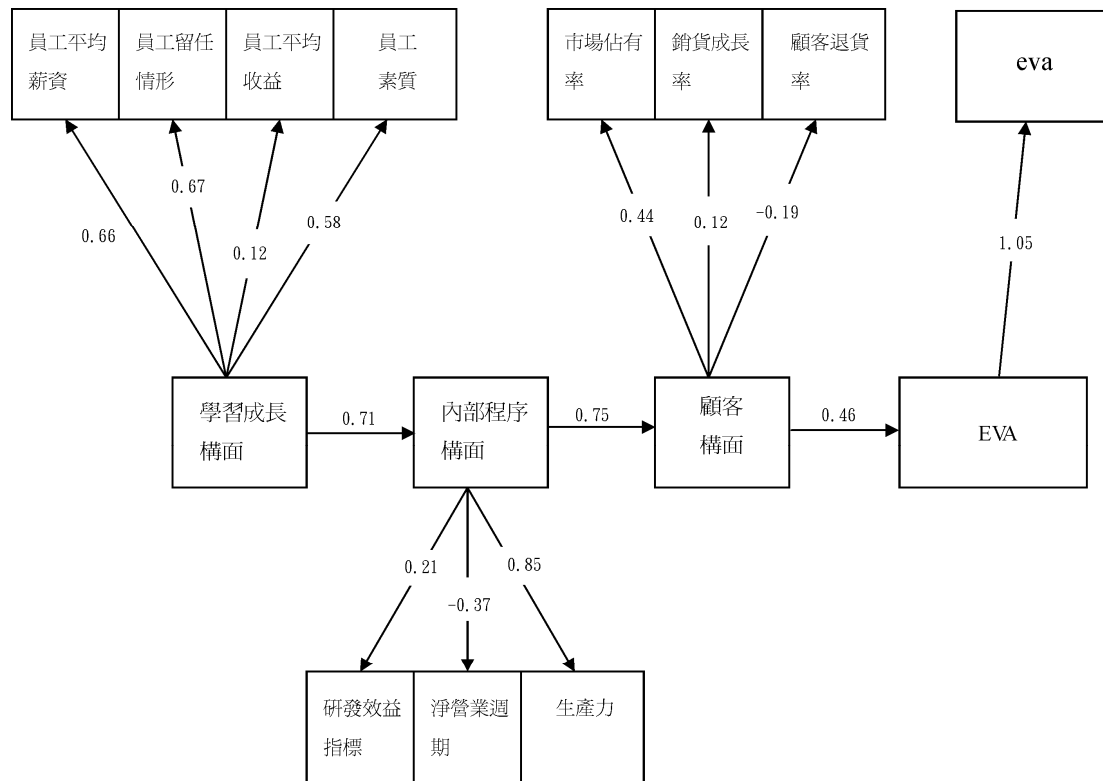 員工平均
薪資
員工留任
情形
員工平均
收益
員工
素質
市場佔有
率
銷貨成長
率
顧客退貨
率
eva
0.66
0.67
0.12
0.58
0.44
0.12
-0.19
1.05
學習成長
構面
0.71
內部程序
構面
0.75
顧客
構面
0.46
EVA
0.21
-0.37
0.85
研發效益
指標
淨營業週
期
生產力